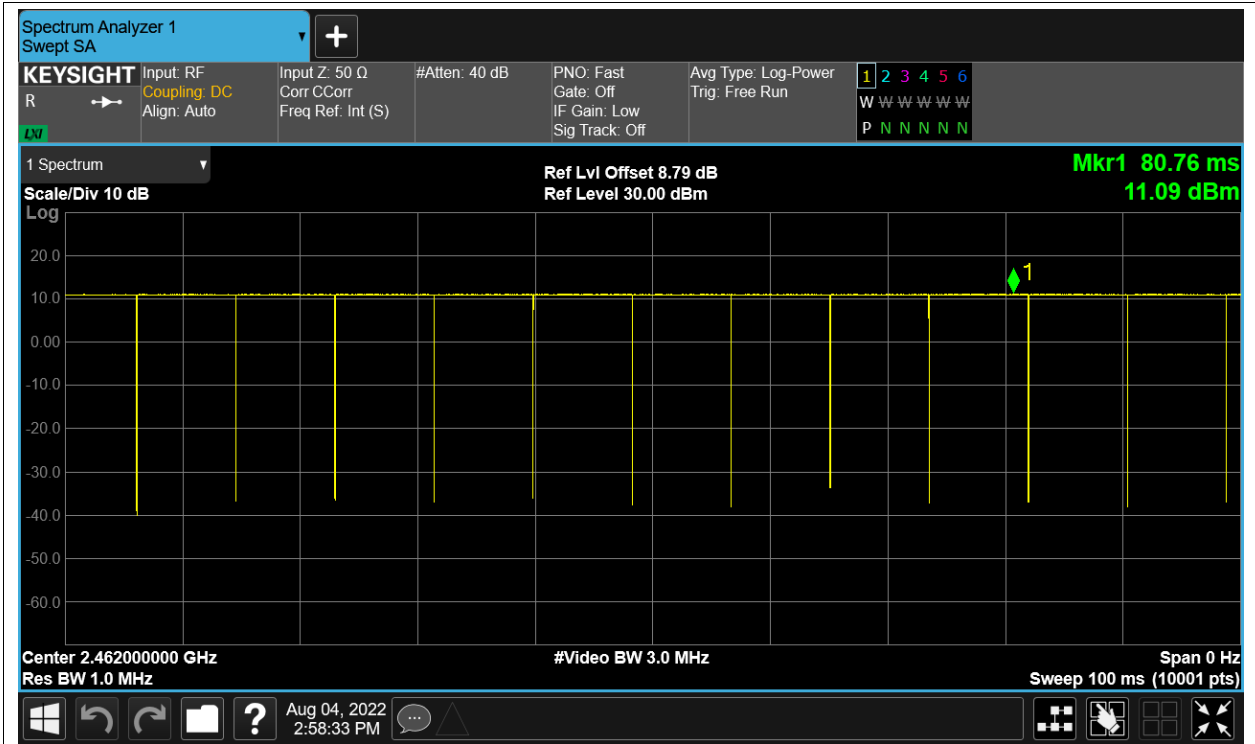 Spectrum Analyzer 1
Swept SA
KEYSIGHT
R
LXI
Input: RF
Coupling: DC
Align: Auto
Input Z: 50 Ω
Corr CCorr
Freq Ref: Int (S)
#Atten: 40 dB
PNO: Fast
Gate: Off
IF Gain: Low
Sig Track: Off
Avg Type: Log-Power
Trig: Free Run
1 2 3 4 5 6
W W W W W W
P N N N N N
1 Spectrum
Scale/Div 10 dB
Log
Ref Lvl Offset 8.79 dB
Ref Level 30.00 dBm
Mkr1 80.76 ms
11.09 dBm
20.0
10.0
0.00
-10.0
-20.0
-30.0
-40.0
-50.0
-60.0
1
Center 2.462000000 GHz
Res BW 1.0 MHz
#Video BW 3.0 MHz
Span 0 Hz
Sweep 100 ms (10001 pts)
?
Aug 04, 2022
2:58:33 PM